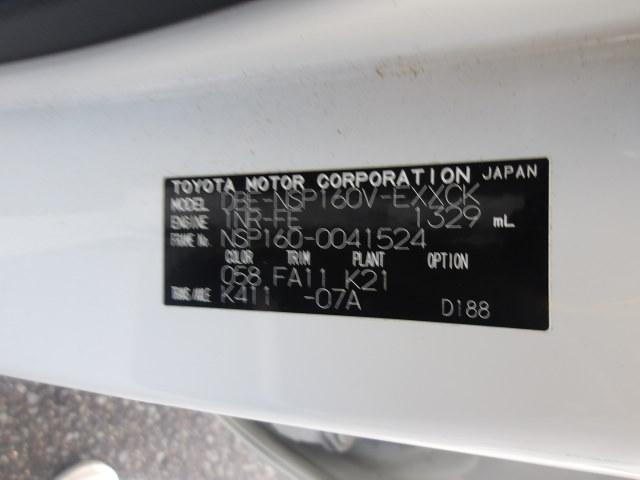 TOYOTA MOTOR CORPORATION JAPAN
MODEL DBE-NSP160V-EXXCK
ENGINE 1NR-FE 1329 mL
FRAME No. NSP160-0041524
COLOR TRIM PLANT OPTION
058 FA11 K21
TRANS/AXLE K411 -07A D188